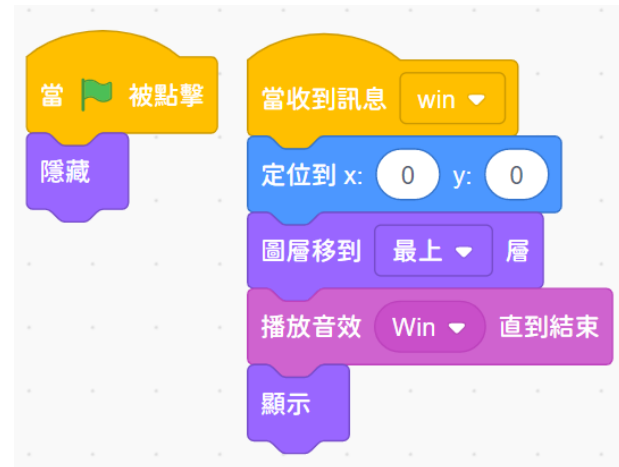 當 被點擊
隱藏
當收到訊息 win
定位到 x: 0 y: 0
圖層移到 最上 層
播放音效 Win 直到結束
顯示